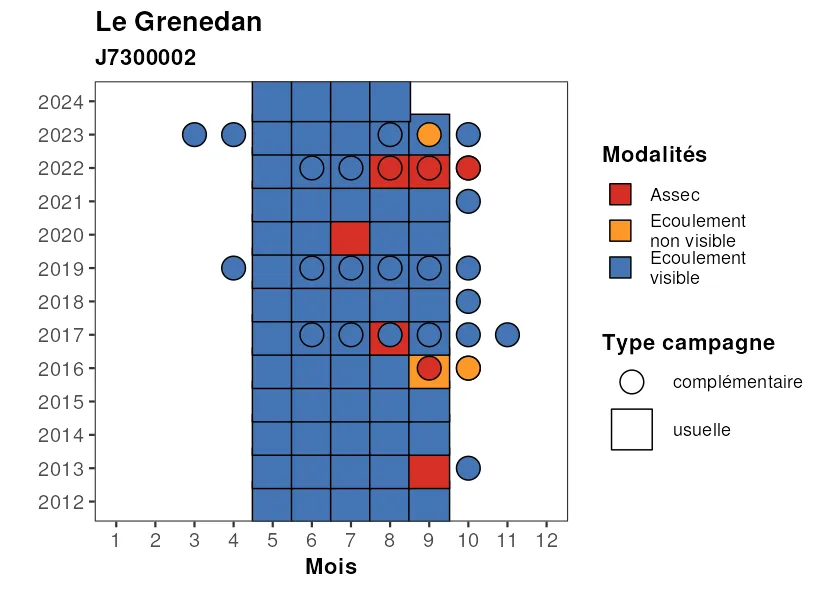 Le Grenedan
J7300002
2024
2023
2022
2021
2020
2019
2018
2017
2016
2015
2014
2013
2012
1 2 3 4 5 6 7 8 9 10 11 12
Mois
Modalités
Assec
Ecoulement
non visible
Ecoulement
visible
Type campagne
complémentaire
usuelle